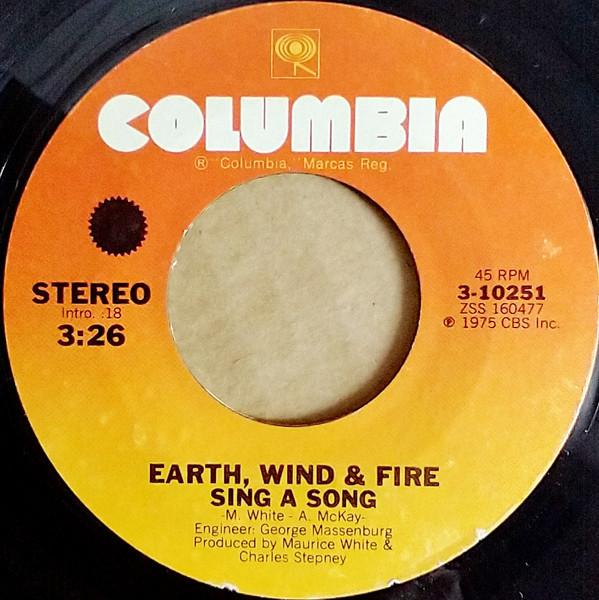 COLUMBIA
® "Columbia," Marcas Reg.
STEREO
Intro. :18
3:26
45 RPM
3-10251
ZSS 160477
℗ 1975 CBS Inc.
EARTH, WIND & FIRE
SING A SONG
-M. White - A. McKay-
Engineer: George Massenburg
Produced by Maurice White &
Charles Stepney